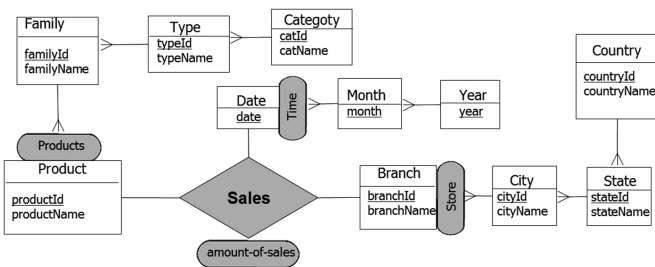 Family
familyId
familyName
Type
typeId
typeName
Categoty
catId
catName
Country
countryId
countryName
Date
date
Time
Month
month
Year
year
Products
Product
productId
productName
Sales
amount-of-sales
Branch
branchId
branchName
Store
City
cityId
cityName
State
stateId
stateName